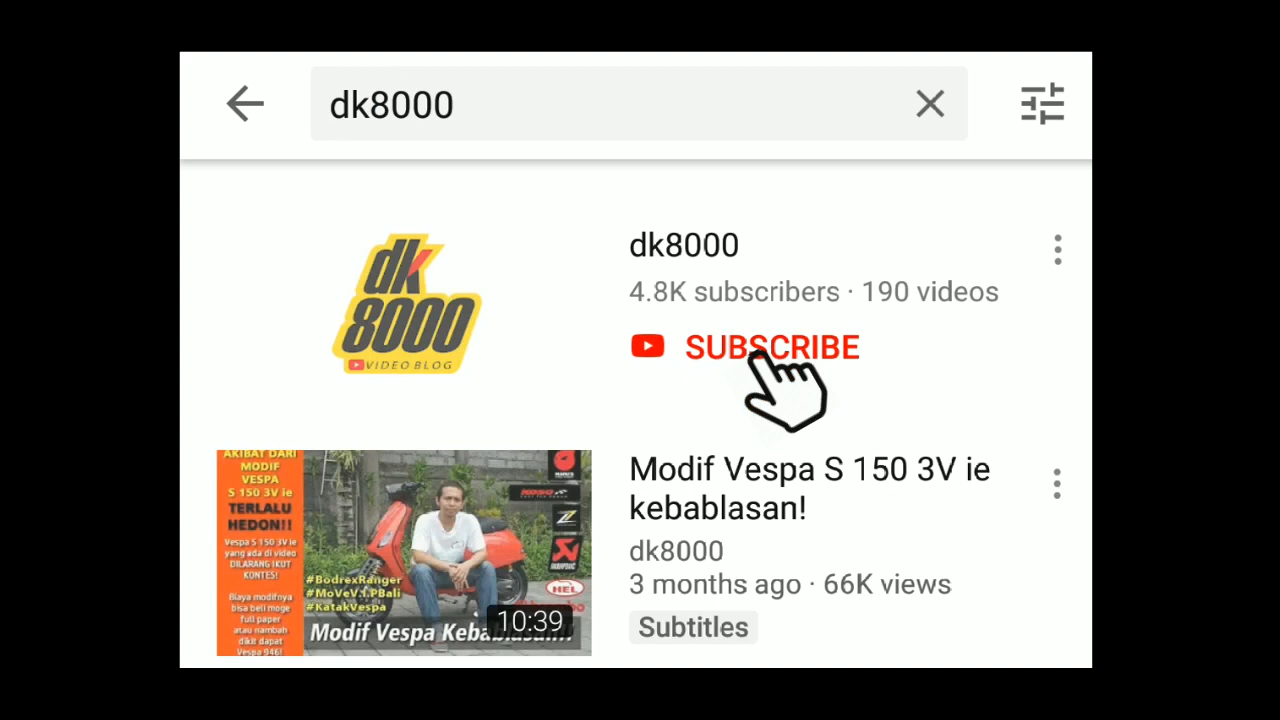 dk8000
dk
8000
VIDEO BLOG
dk8000
4.8K subscribers · 190 videos
SUBSCRIBE
AKIBAT DARI
MODIF
VESPA
S 150 3V ie
TERLALU
HEDON!!
Vespa S 150 3V ie
yang ada di video
DILARANG IKUT
KONTES!
Biaya modifnya
bisa beli moge
full paper
atau nambah
dikit dapat
Vespa 946!
#BodrexRanger
#MoVeV.I.PBali
#KatakVespa
HEL
10:39
Modif Vespa S 150 3V ie
kebablasan!
dk8000
3 months ago · 66K views
Subtitles